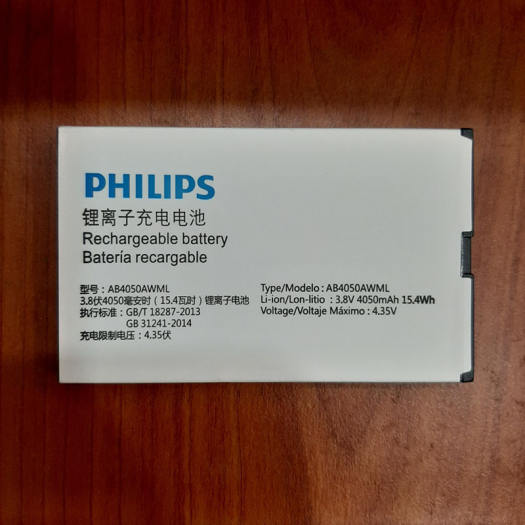 PHILIPS
锂离子充电电池
Rechargeable battery
Batería recargable
型号：AB4050AWML
3.8伏4050毫安时（15.4瓦时）锂离子电池
执行标准：GB/T 18287-2013
GB 31241-2014
充电限制电压：4.35伏
Type/Modelo : AB4050AWML
Li-ion/Lon-litio : 3.8V 4050mAh 15.4Wh
Voltage/Voltaje Máximo : 4.35V